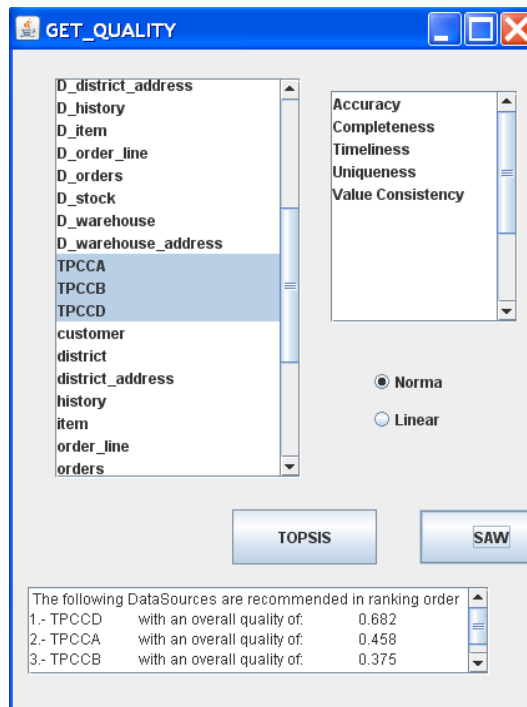 GET_QUALITY
D_district_address
D_history
D_item
D_order_line
D_orders
D_stock
D_warehouse
D_warehouse_address
TPCCA
TPCCB
TPCCD
customer
district
district_address
history
item
order_line
orders
Accuracy
Completeness
Timeliness
Uniqueness
Value Consistency
Norma
Linear
TOPSIS
SAW
The following DataSources are recommended in ranking order
1.- TPCCD with an overall quality of: 0.682
2.- TPCCA with an overall quality of: 0.458
3.- TPCCB with an overall quality of: 0.375